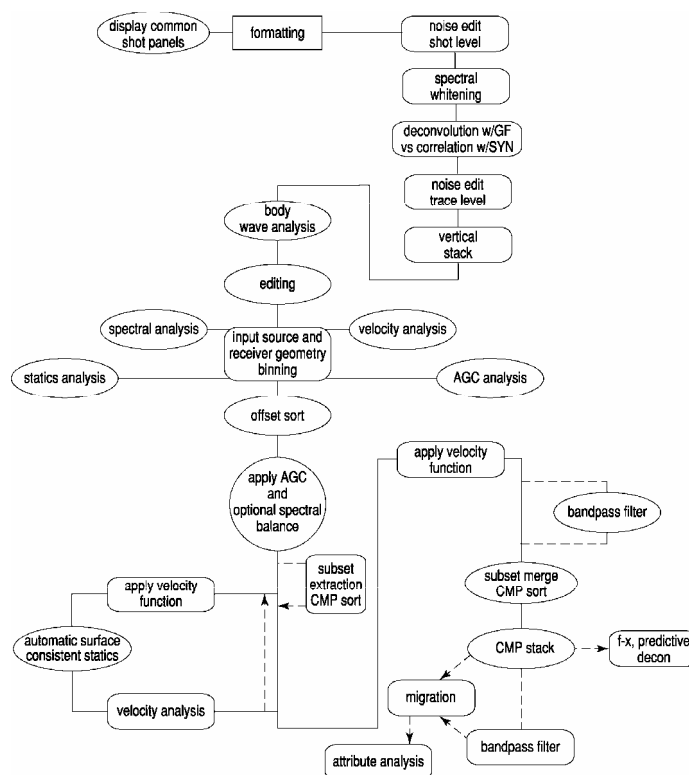 display common
shot panels
formatting
noise edit
shot level
spectral
whitening
deconvolution w/GF
vs correlation w/SYN
noise edit
trace level
vertical
stack
body
wave analysis
editing
spectral analysis
input source and
receiver geometry
binning
velocity analysis
statics analysis
AGC analysis
offset sort
apply AGC
and
optional spectral
balance
subset
extraction
CMP sort
apply velocity
function
automatic surface
consistent statics
velocity analysis
apply velocity
function
bandpass filter
subset merge
CMP sort
CMP stack
f-x, predictive
decon
migration
bandpass filter
attribute analysis